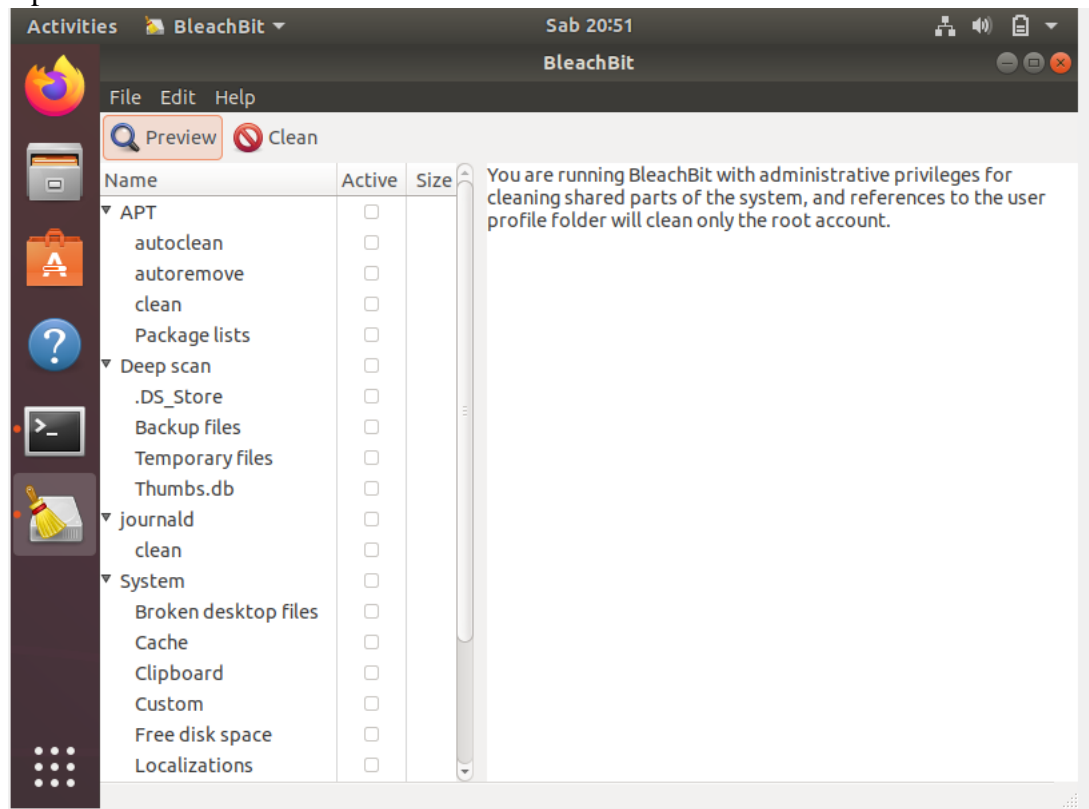 Activities BleachBit Sab 20:51
BleachBit
File Edit Help
Preview Clean
Name Active Size
APT
autoclean
autoremove
clean
Package lists
Deep scan
.DS_Store
Backup files
Temporary files
Thumbs.db
journald
clean
System
Broken desktop files
Cache
Clipboard
Custom
Free disk space
Localizations
You are running BleachBit with administrative privileges for
cleaning shared parts of the system, and references to the user
profile folder will clean only the root account.